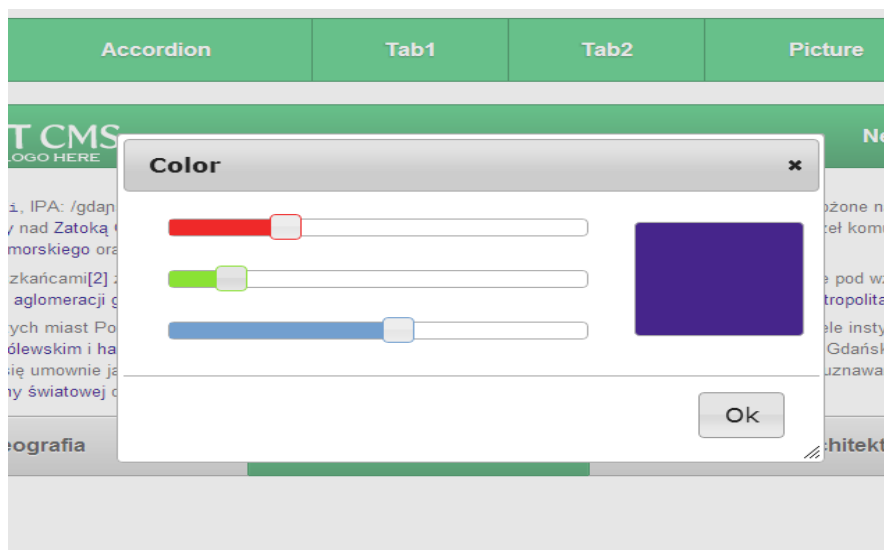 Accordion Tab1 Tab2 Picture
T CMS
LOGO HERE
Color
i, IPA: /gdaɲ
y nad Zatoką
morskiego ora
zkańcami[2]
aglomeracji g
ych miast Po
ólewskim i ha
się umownie ja
ny światowej
ożone n
zeł komu
e pod wz
tropolita
ele insty
Gdańsk
uznawa
Ok
eografia
chitekt